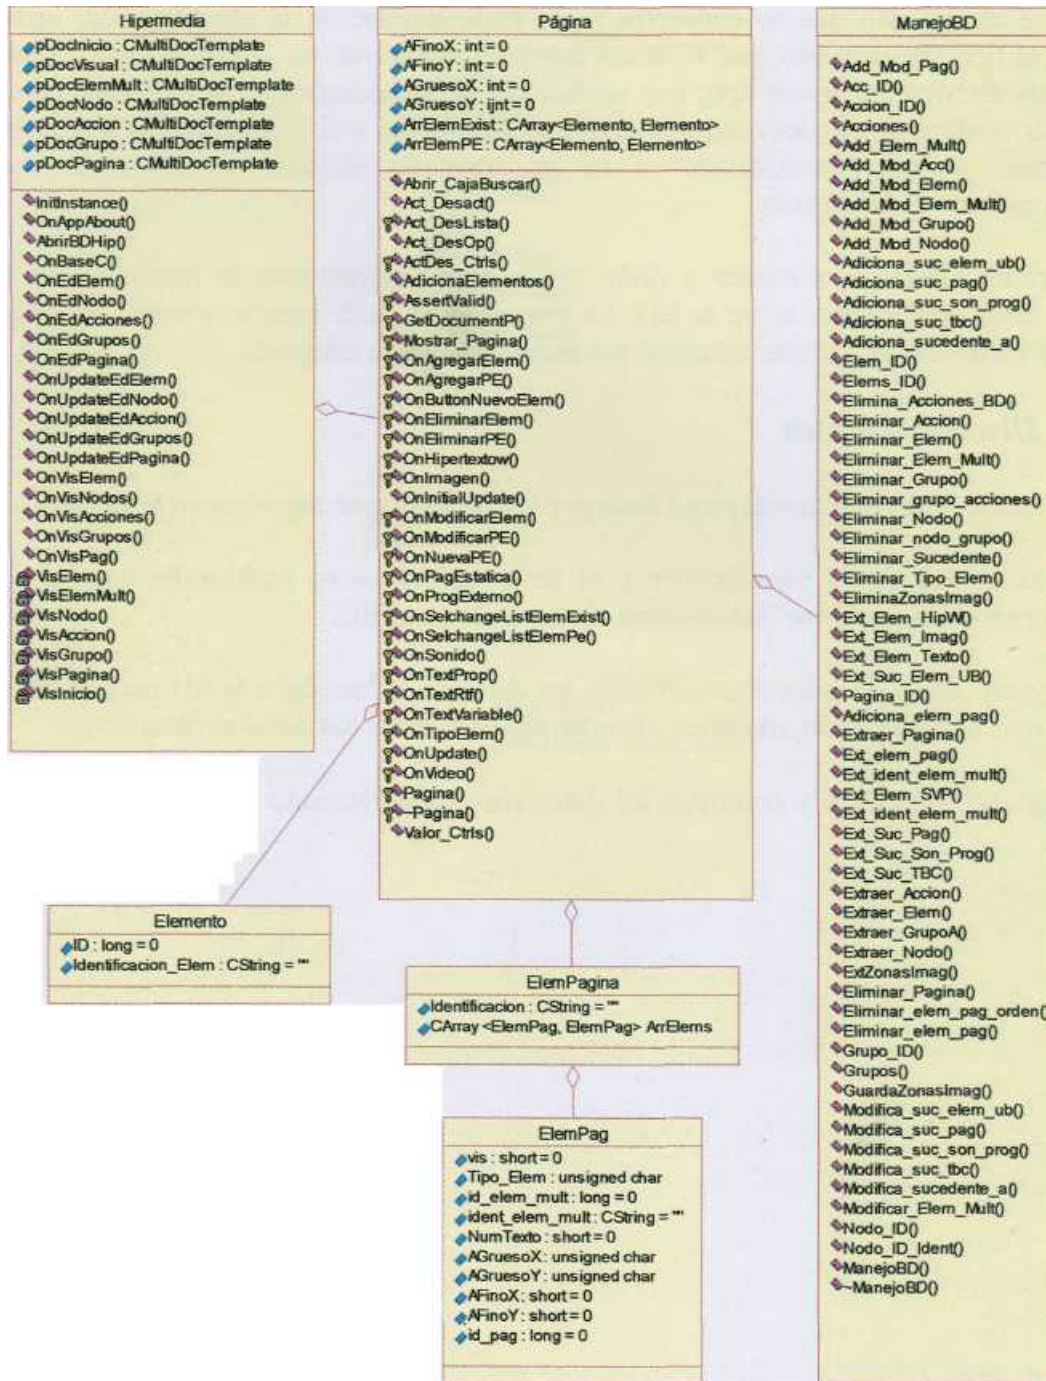 Hipermedia
pDocInicio : CMultiDocTemplate
pDocVisual : CMultiDocTemplate
pDocElemMult : CMultiDocTemplate
pDocNodo : CMultiDocTemplate
pDocAccion : CMultiDocTemplate
pDocGrupo : CMultiDocTemplate
pDocPagina : CMultiDocTemplate
InitInstance()
OnAppAbout()
AbrirBDHip()
OnBaseC()
OnEdElem()
OnEdNodo()
OnEdAcciones()
OnEdGrupos()
OnEdPagina()
OnUpdateEdElem()
OnUpdateEdNodo()
OnUpdateEdAccion()
OnUpdateEdGrupos()
OnUpdateEdPagina()
OnVisElem()
OnVisNodos()
OnVisAcciones()
OnVisGrupos()
OnVisPag()
VisElem()
VisElemMult()
VisNodo()
VisAccion()
VisGrupo()
VisPagina()
VisInicio()
Página
AFinoX : int = 0
AFinoY : int = 0
AGruesoX : int = 0
AGruesoY : ijnt = 0
ArrElemExist : CArray<Elemento, Elemento>
ArrElemPE : CArray<Elemento, Elemento>
Abrir_CajaBuscar()
Act_Desact()
Act_DesLista()
Act_DesOp()
ActDes_Ctrls()
AdicionaElementos()
AssertValid()
GetDocumentP()
Mostrar_Pagina()
OnAgregarElem()
OnAgregarPE()
OnButtonNuevoElem()
OnEliminarElem()
OnEliminarPE()
OnHipertextow()
OnImagen()
OnInitialUpdate()
OnModificarElem()
OnModificarPE()
OnNuevaPE()
OnPagEstatica()
OnProgExterno()
OnSelchangeListElemExist()
OnSelchangeListElemPe()
OnSonido()
OnTextProp()
OnTextRtf()
OnTextVariable()
OnTipoElem()
OnUpdate()
OnVideo()
Pagina()
~Pagina()
Valor_Ctrls()
ManejoBD
Add_Mod_Pag()
Acc_ID()
Accion_ID()
Acciones()
Add_Elem_Mult()
Add_Mod_Acc()
Add_Mod_Elem()
Add_Mod_Elem_Mult()
Add_Mod_Grupo()
Add_Mod_Nodo()
Adiciona_suc_elem_ub()
Adiciona_suc_pag()
Adiciona_suc_son_prog()
Adiciona_suc_tbc()
Adiciona_sucedente_a()
Elem_ID()
Elems_ID()
Elimina_Acciones_BD()
Eliminar_Accion()
Eliminar_Elem()
Eliminar_Elem_Mult()
Eliminar_Grupo()
Eliminar_grupo_acciones()
Eliminar_Nodo()
Eliminar_nodo_grupo()
Eliminar_Sucedente()
Eliminar_Tipo_Elem()
EliminaZonasImag()
Ext_Elem_HipW()
Ext_Elem_Imag()
Ext_Elem_Texto()
Ext_Suc_Elem_UB()
Pagina_ID()
Adiciona_elem_pag()
Extraer_Pagina()
Ext_elem_pag()
Ext_ident_elem_mult()
Ext_Elem_SVP()
Ext_ident_elem_mult()
Ext_Suc_Pag()
Ext_Suc_Son_Prog()
Ext_Suc_TBC()
Extraer_Accion()
Extraer_Elem()
Extraer_GrupoA()
Extraer_Nodo()
ExtZonasImag()
Eliminar_Pagina()
Eliminar_elem_pag_orden()
Eliminar_elem_pag()
Grupo_ID()
Grupos()
GuardaZonasImag()
Modifica_suc_elem_ub()
Modifica_suc_pag()
Modifica_suc_son_prog()
Modifica_suc_tbc()
Modifica_sucedente_a()
Modificar_Elem_Mult()
Nodo_ID()
Nodo_ID_Ident()
ManejoBD()
~ManejoBD()
Elemento
ID : long = 0
Identificacion_Elem : CString = ""
ElemPagina
Identificacion : CString = ""
CArray <ElemPag, ElemPag> ArrElems
ElemPag
vis : short = 0
Tipo_Elem : unsigned char
id_elem_mult : long = 0
ident_elem_mult : CString = ""
NumTexto : short = 0
AGruesoX : unsigned char
AGruesoY : unsigned char
AFinoX : short = 0
AFinoY : short = 0
id_pag : long = 0